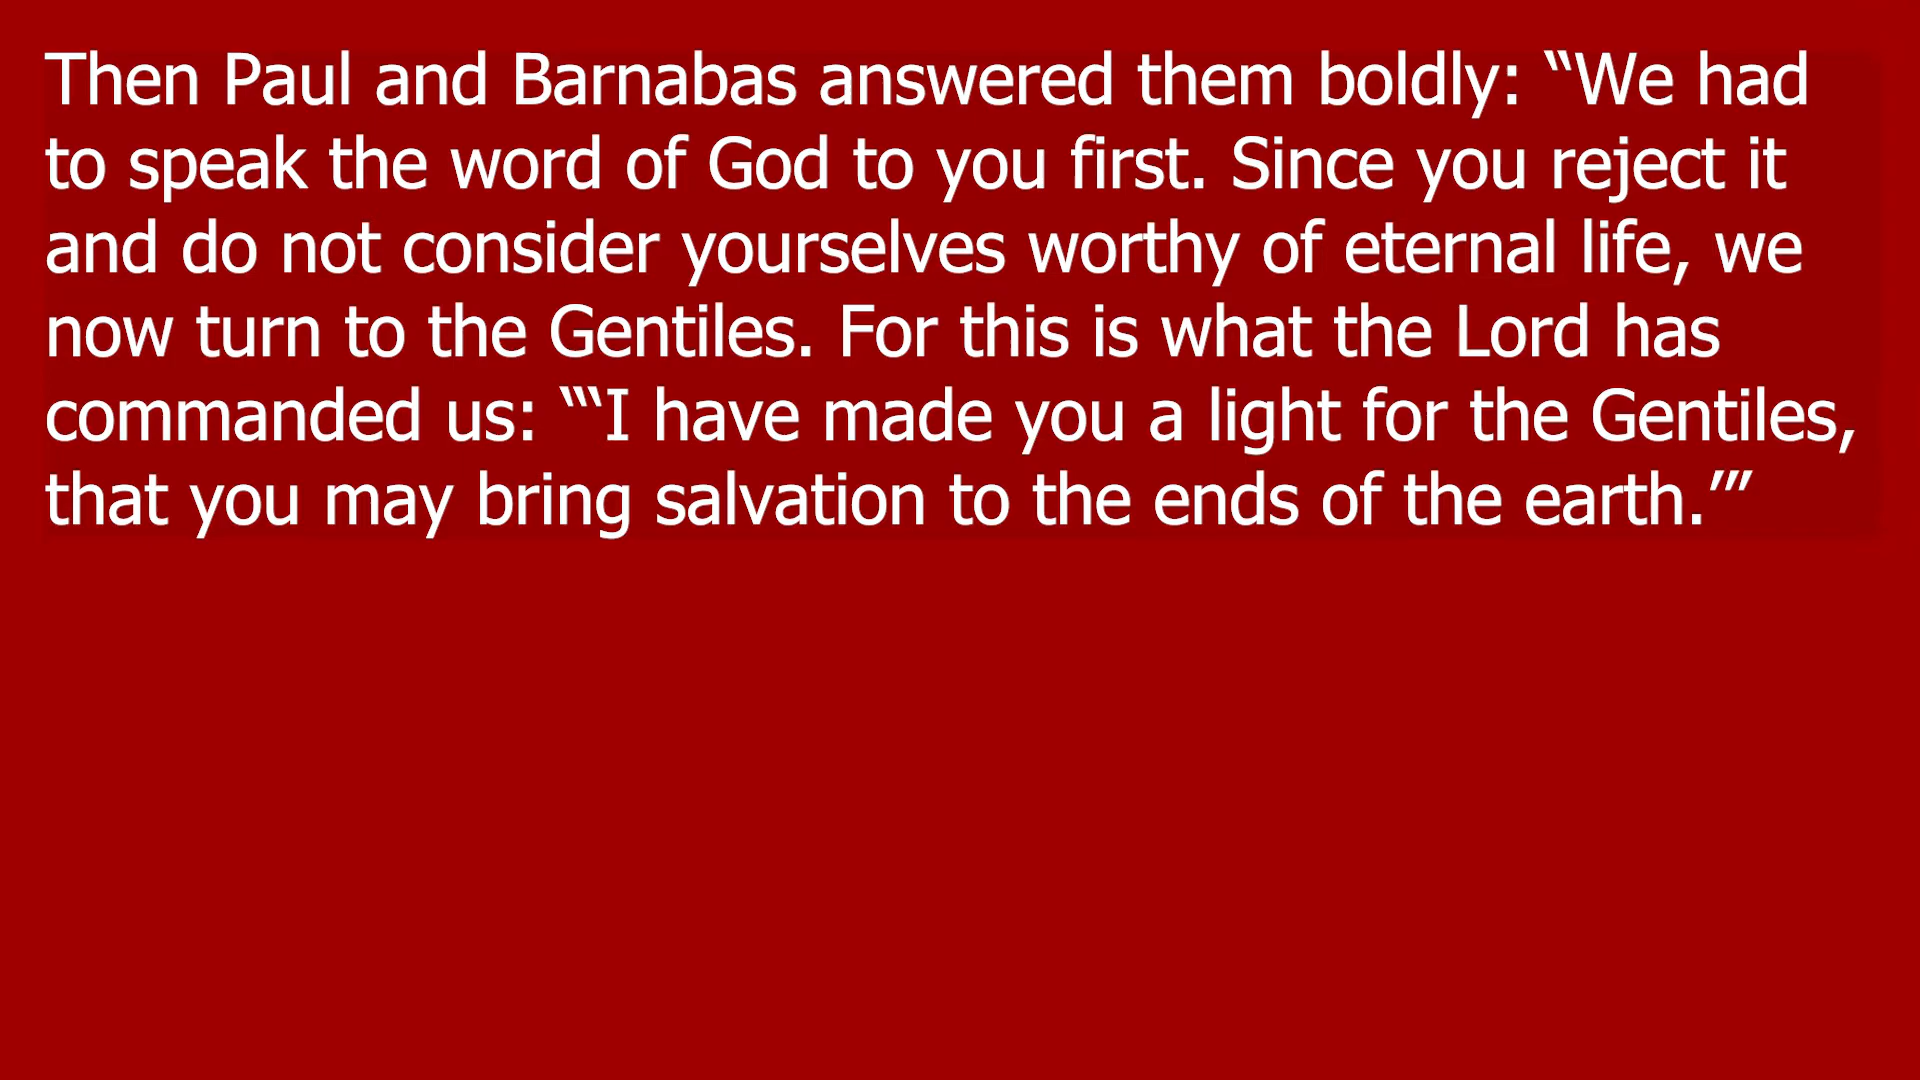 Then Paul and Barnabas answered them boldly: “We had
to speak the word of God to you first. Since you reject it
and do not consider yourselves worthy of eternal life, we
now turn to the Gentiles. For this is what the Lord has
commanded us: “‘I have made you a light for the Gentiles,
that you may bring salvation to the ends of the earth.’”